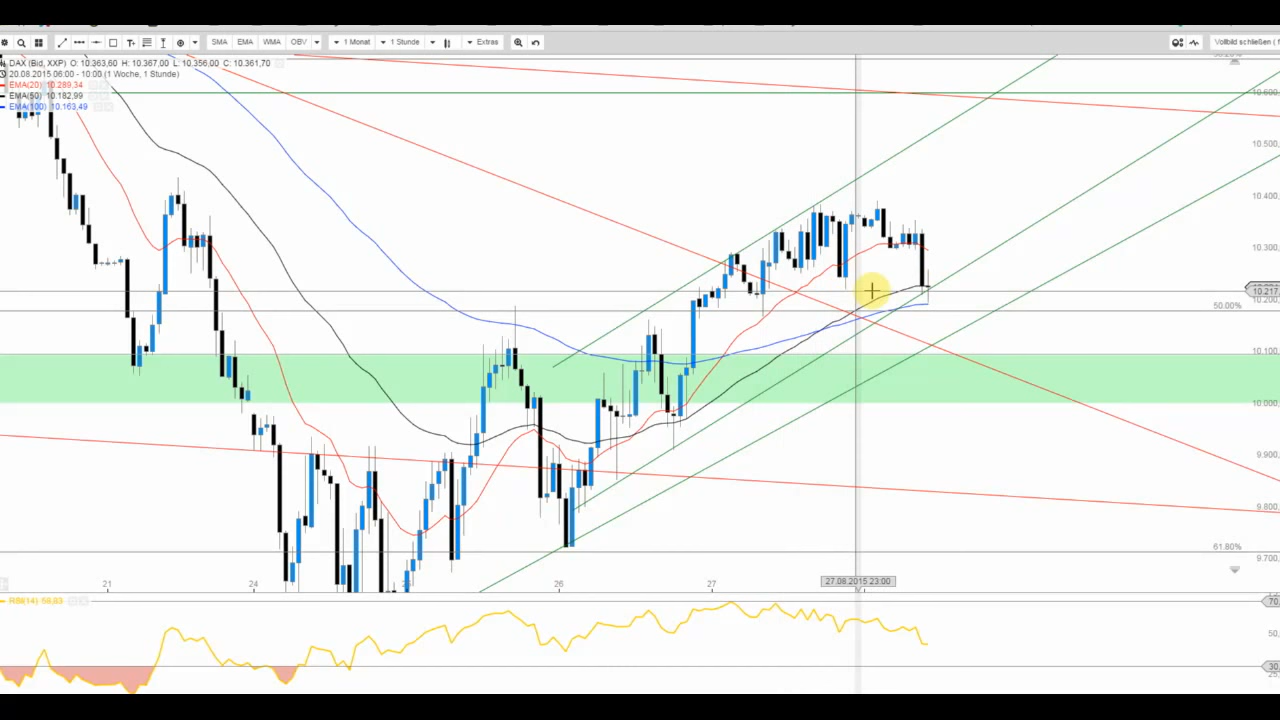 SMA EMA WMA OBV 1 Monat 1 Stunde Extras Vollbild schließen
DAX (Bid, XXP) O: 10.363,60 H: 10.367,00 L: 10.356,00 C: 10.361,70
20.08.2015 06:00 - 10:00 (1 Woche, 1 Stunde)
EMA(20) 10.289,34
EMA(50) 10.182,99
EMA(100) 10.163,49
10.600,
10.500,
10.400,
10.300,
10.217,
10.200,
50.00%
10.100,
10.000,
9.900,
9.800,
61.80%
9.700,
21 24 26 27
27.08.2015 23:00
RSI(14) 58,83
70,
50,
30,